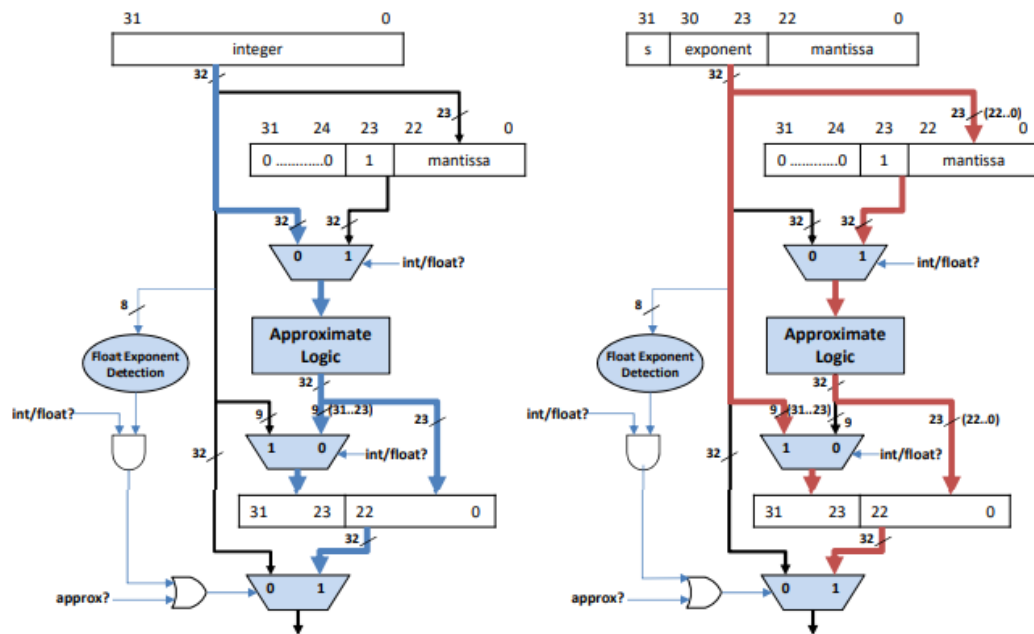 31 0
integer
32
23
31 24 23 22 0
0 ...........0 1 mantissa
32 32
0 1
int/float?
8
Approximate
Logic
Float Exponent
Detection
32
int/float?
9 9 (31..23) 23
1 0
int/float?
32
31 23 22 0
32
0 1
approx?
31 30 23 22 0
s exponent mantissa
32
23 (22..0)
31 24 23 22 0
0 ...........0 1 mantissa
32 32
0 1
int/float?
8
Approximate
Logic
Float Exponent
Detection
32
int/float?
9 (31..23) 9 23 (22..0)
1 0
int/float?
32
31 23 22 0
32
0 1
approx?